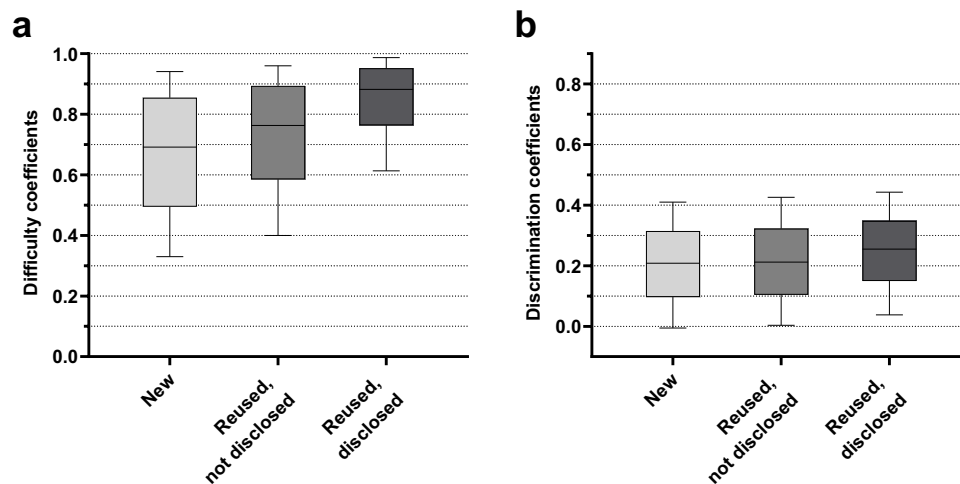 a
Difficulty coefficients
1.0
0.8
0.6
0.4
0.2
0.0
New
Reused,
not disclosed
Reused,
disclosed
b
Discrimination coefficients
0.8
0.6
0.4
0.2
0.0
New
Reused,
not disclosed
Reused,
disclosed